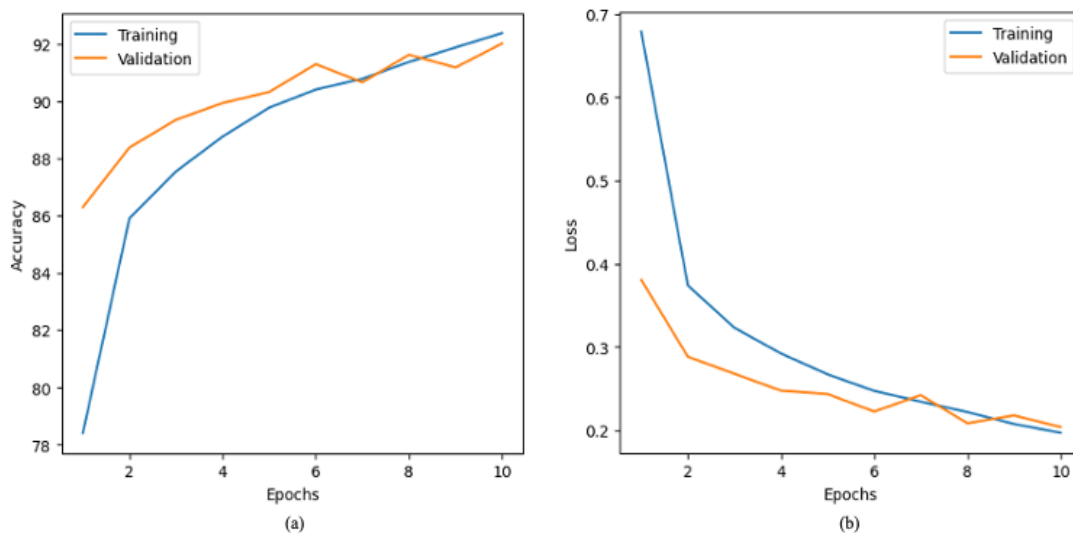 Training
Validation
Accuracy
92
90
88
86
84
82
80
78
2
4
6
8
10
Epochs
(a)
Training
Validation
Loss
0.7
0.6
0.5
0.4
0.3
0.2
2
4
6
8
10
Epochs
(b)